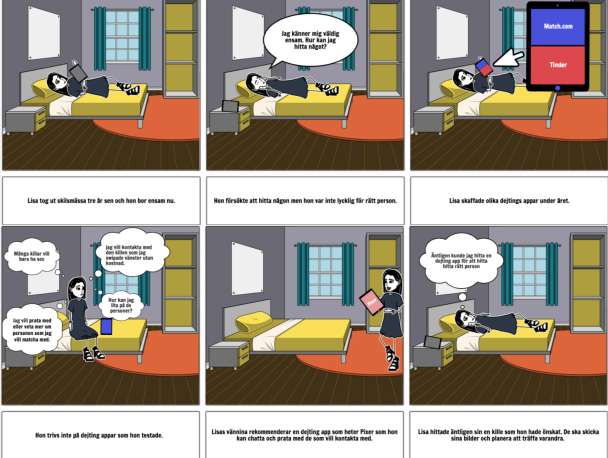 Jag känner mig väldig
ensam. Hur kan jag
hitta något?
Match.com
Tinder
Lisa tog ut skilsmässa tre år sen och hon bor ensam nu.
Hon försökte att hitta någon men hon var inte lycklig för rätt person.
Lisa skaffade olika dejtings appar under året.
Många killar vill
bara ha sex
jag vill kontakta med
den killen som jag
swipade vänster utan
kostnad.
Hur kan jag
lita på de
personer?
Jag vill prata med
eller veta mer om
personen som jag
vill matcha med.
Pixer
Äntligen kunde jag hitta en
dejting app för att hitta
hitta rätt person
Hon trivs inte på dejting appar som hon testade.
Lisas vännina rekommenderar en dejting app som heter Pixer som hon
kan chatta och prata med de som vill kontakta med.
Lisa hittade äntligen sin en kille som hon hade önskat. De ska skicka
sina bilder och planera att träffa varandra.